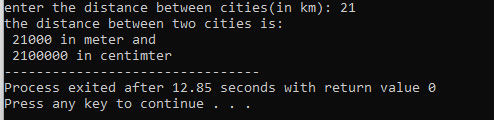 enter the distance between cities(in km): 21
the distance between two cities is:
 21000 in meter and
 2100000 in centimter
--------------------------------
Process exited after 12.85 seconds with return value 0
Press any key to continue . . .